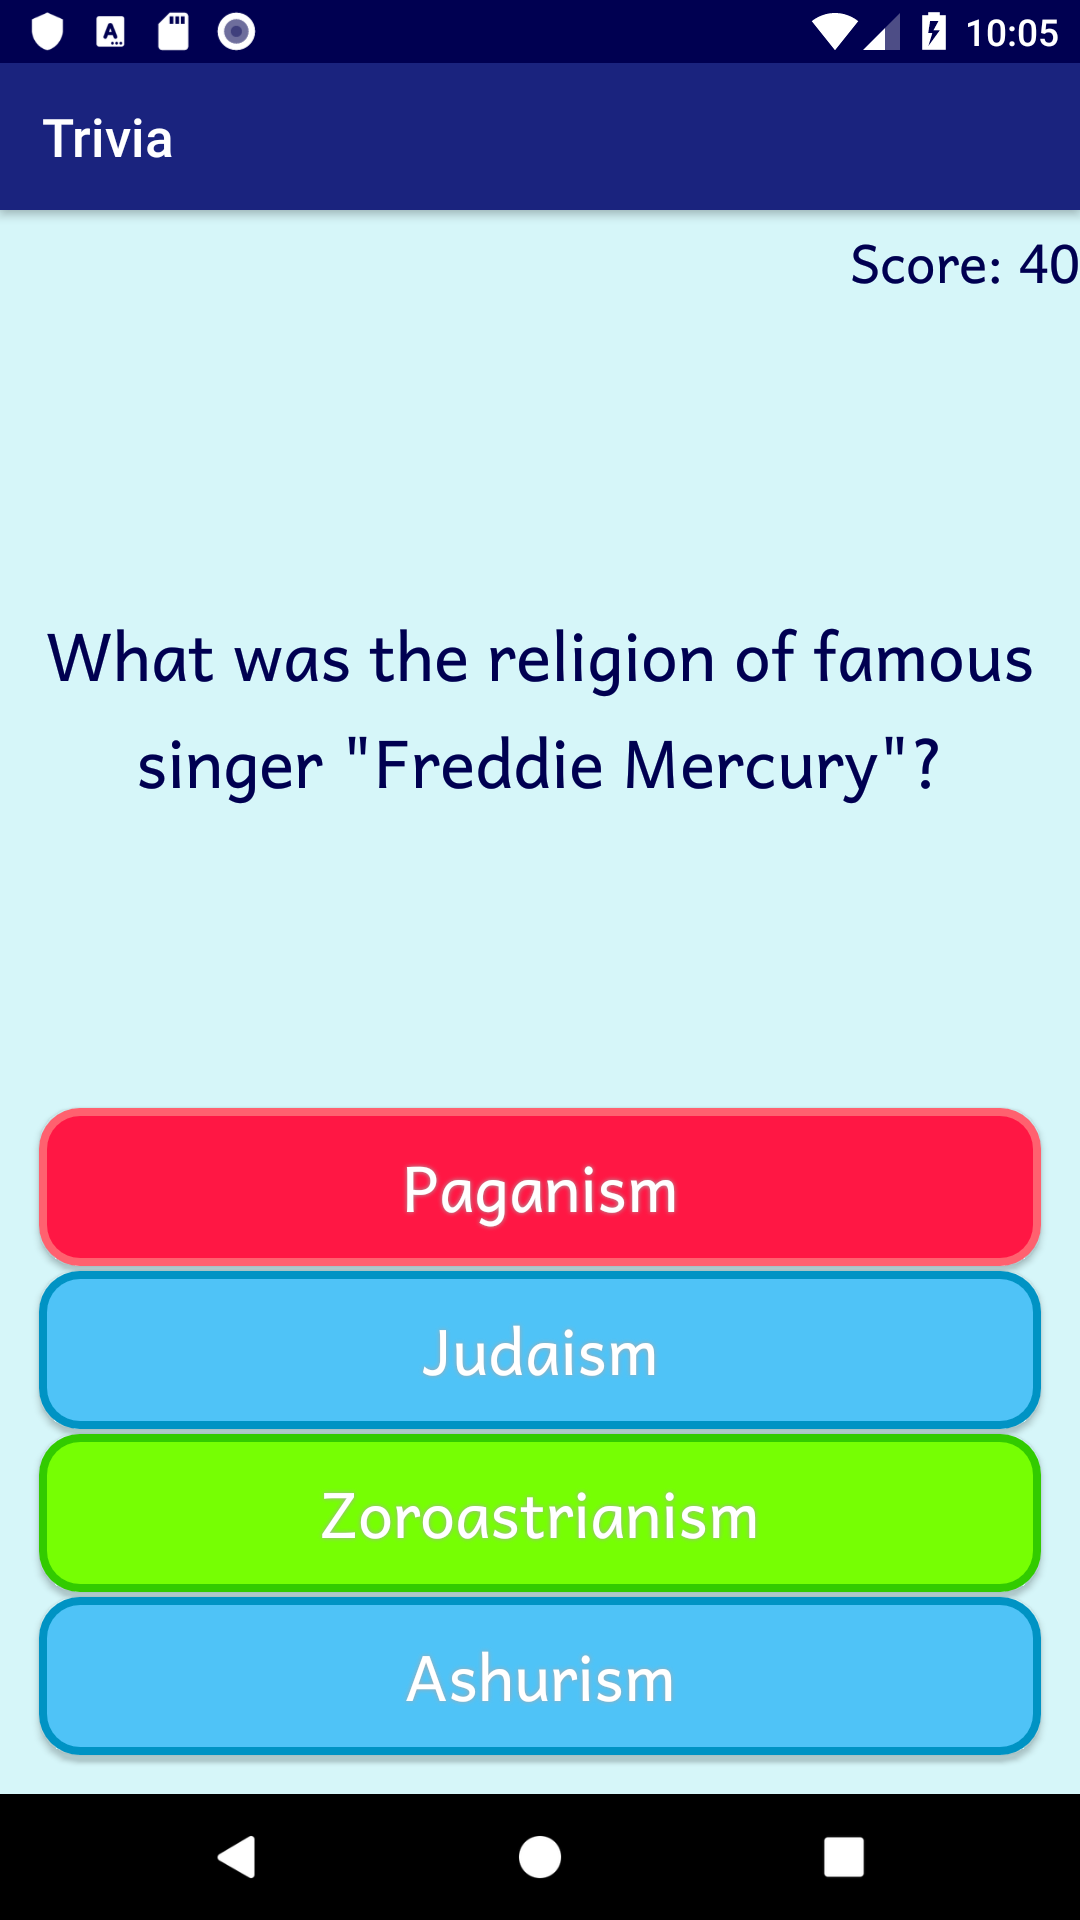 10:05
Trivia
Score: 40
What was the religion of famous
singer "Freddie Mercury"?
Paganism
Judaism
Zoroastrianism
Ashurism